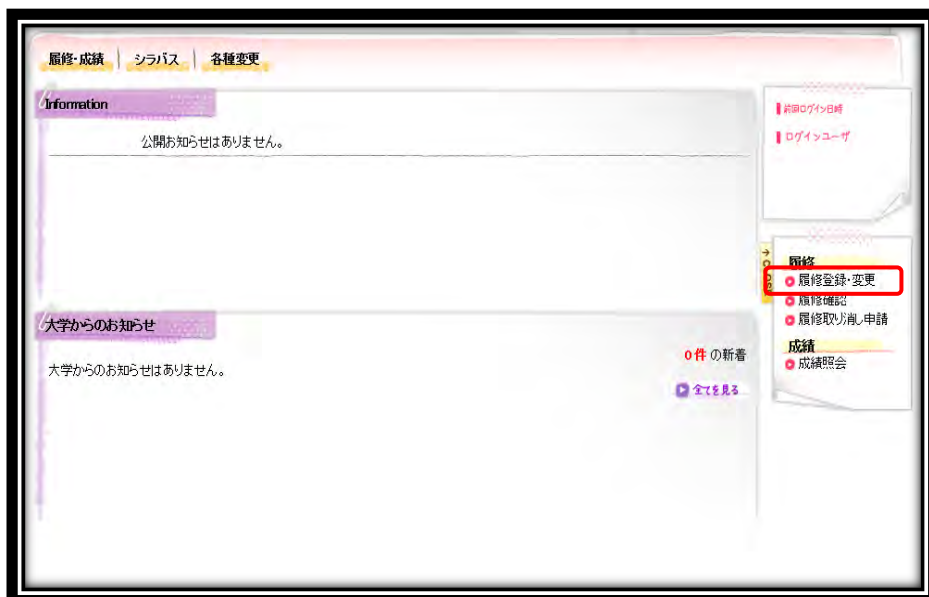 履修・成績 シラバス 各種変更
Information
公開お知らせはありません。
前回ログイン日時
ログインユーザ
履修
履修登録・変更
履修確認
履修取り消し申請
成績
成績照会
大学からのお知らせ
0件 の新着
大学からのお知らせはありません。
全てを見る